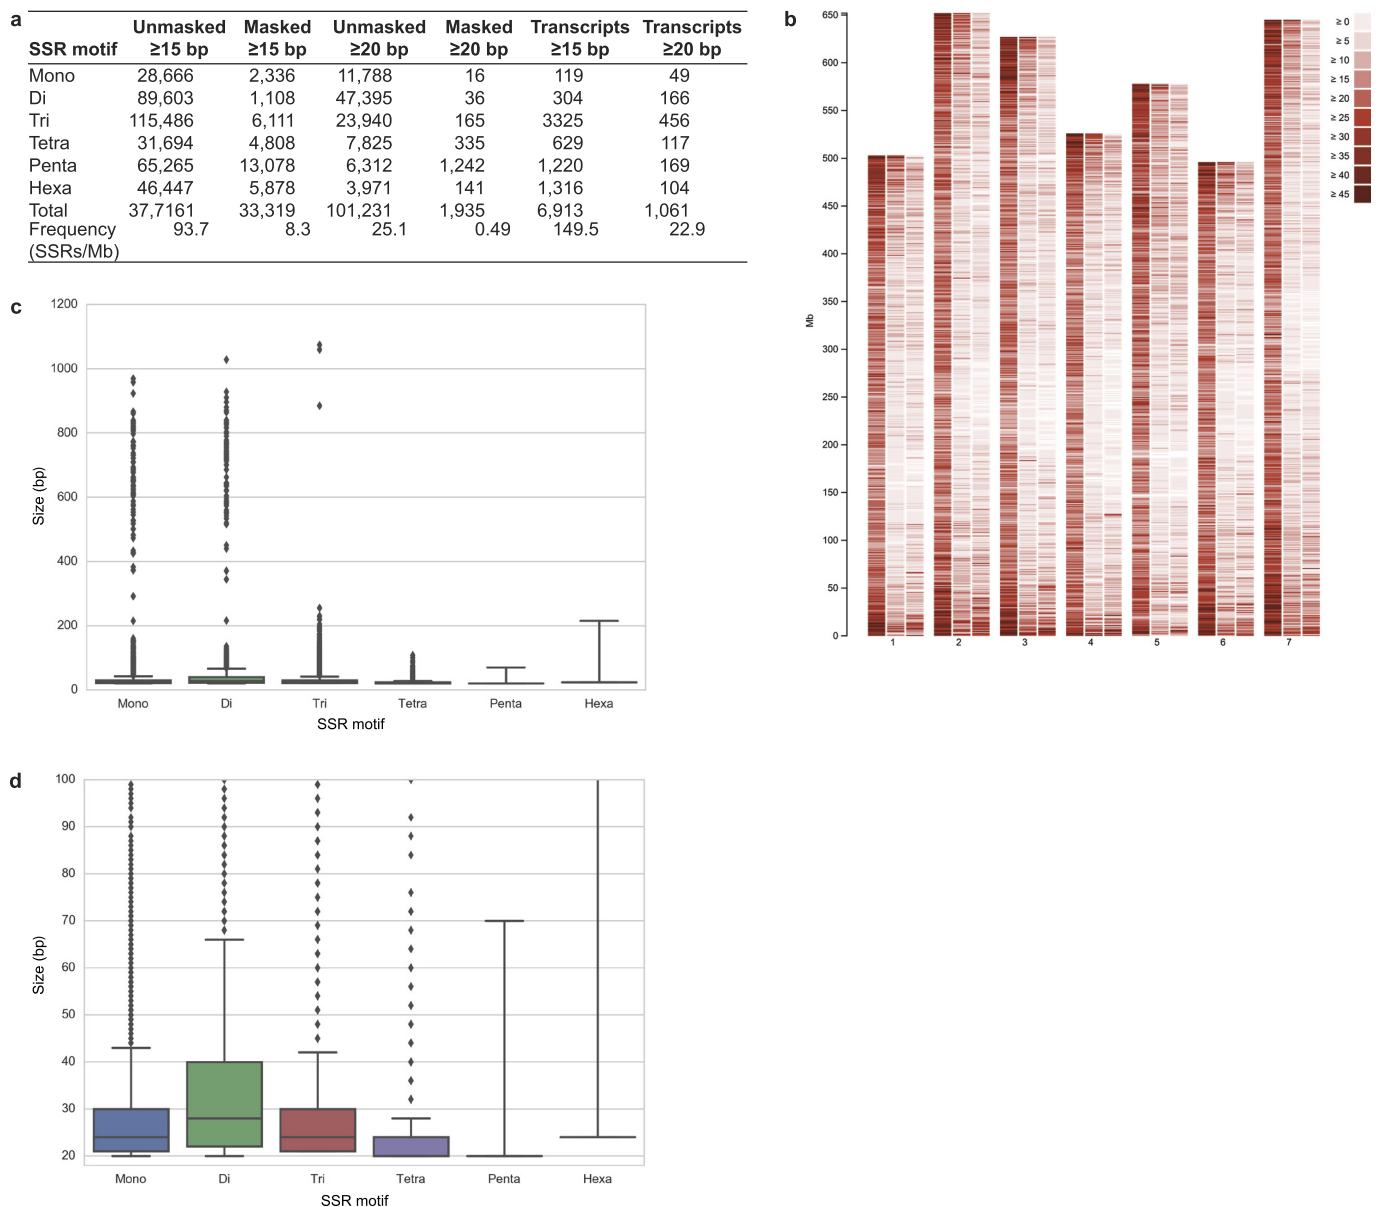 a
Unmasked Masked Unmasked Masked Transcripts Transcripts
SSR motif ≥15 bp ≥15 bp ≥20 bp ≥20 bp ≥15 bp ≥20 bp
Mono 28,666 2,336 11,788 16 119 49
Di 89,603 1,108 47,395 36 304 166
Tri 115,486 6,111 23,940 165 3325 456
Tetra 31,694 4,808 7,825 335 629 117
Penta 65,265 13,078 6,312 1,242 1,220 169
Hexa 46,447 5,878 3,971 141 1,316 104
Total 37,7161 33,319 101,231 1,935 6,913 1,061
Frequency 93.7 8.3 25.1 0.49 149.5 22.9
(SSRs/Mb)
b
650
600
550
500
450
400
350
300
250
200
150
100
50
0
Mb
1 2 3 4 5 6 7
≥ 0
≥ 5
≥ 10
≥ 15
≥ 20
≥ 25
≥ 30
≥ 35
≥ 40
≥ 45
c
1200
1000
800
600
400
200
0
Size (bp)
Mono Di Tri Tetra Penta Hexa
SSR motif
d
100
90
80
70
60
50
40
30
20
Size (bp)
Mono Di Tri Tetra Penta Hexa
SSR motif